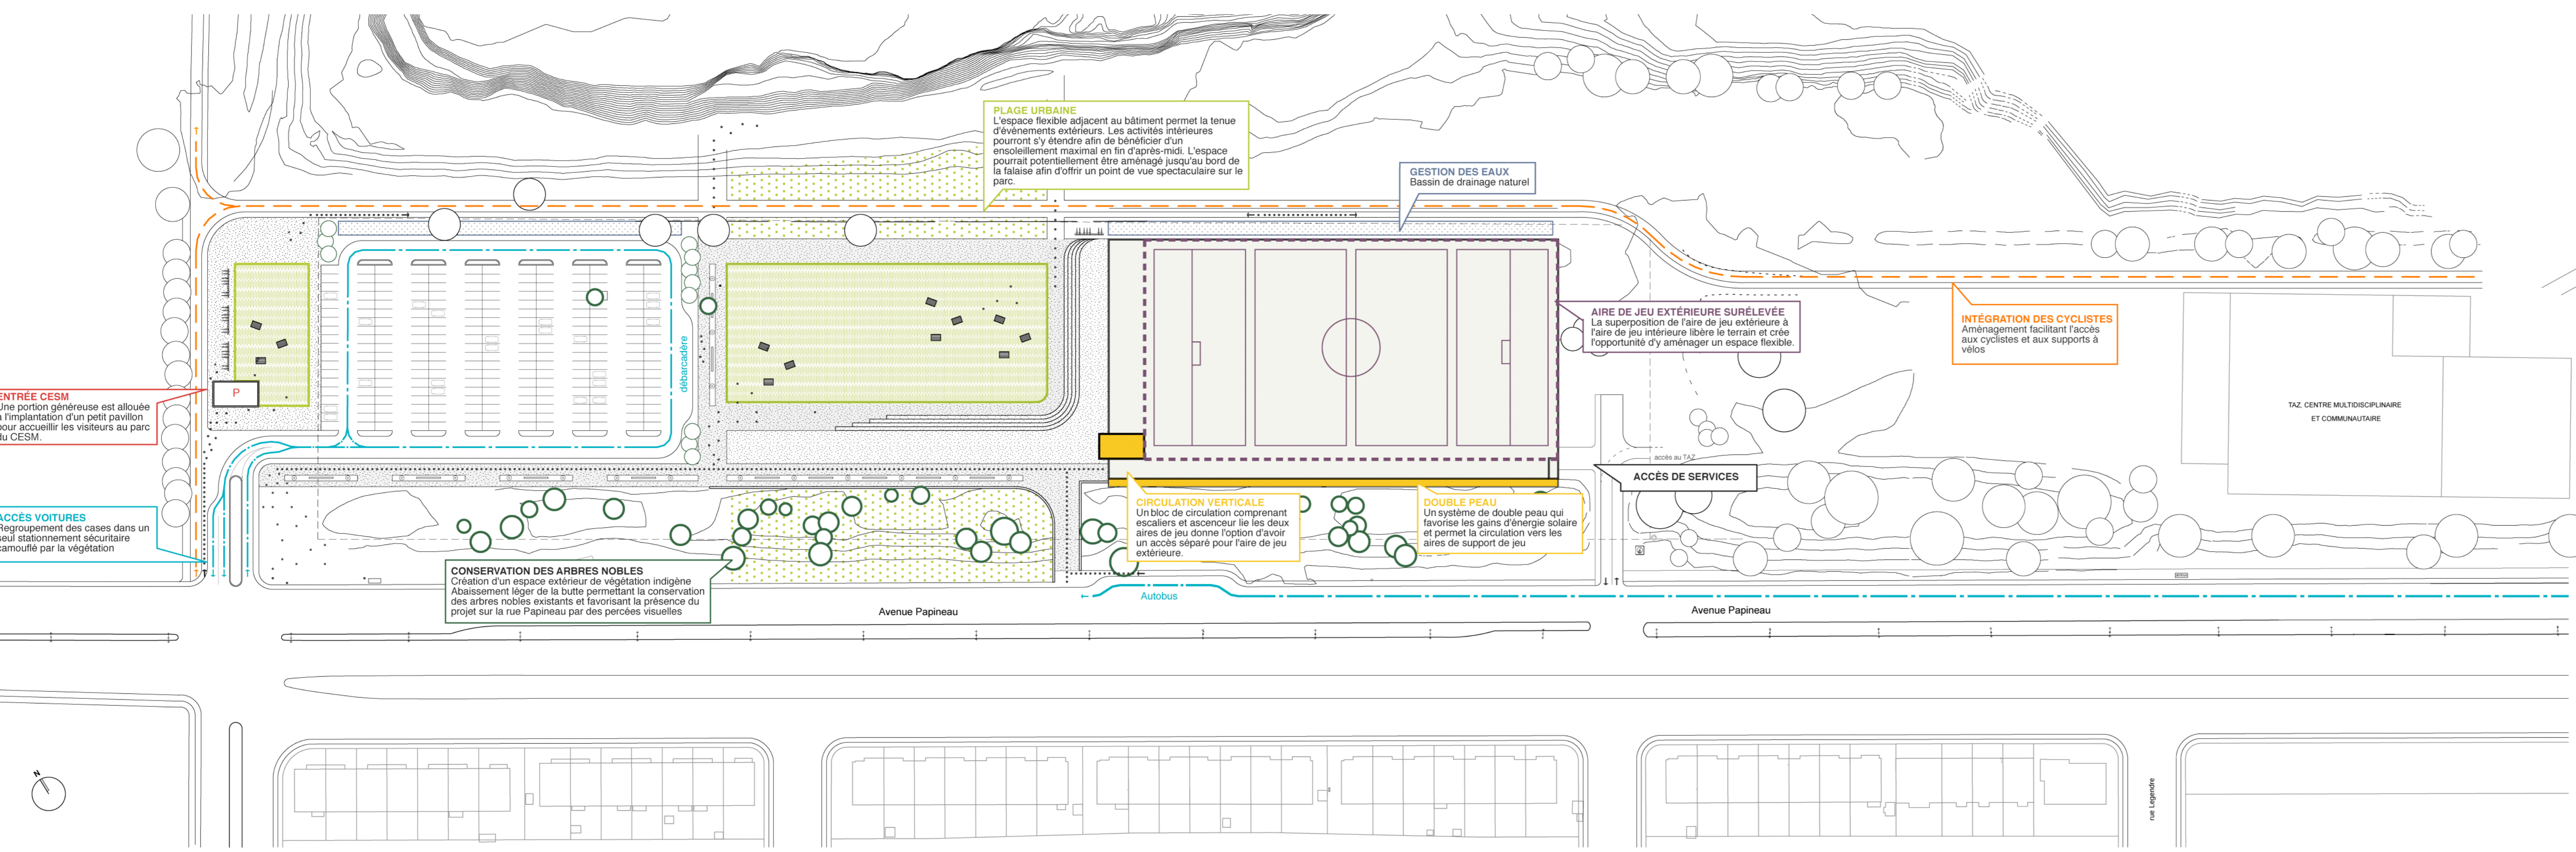 PLAGE URBAINE
L'espace flexible adjacent au bâtiment permet la tenue
d'évènements extérieurs. Les activités intérieures
pourront s'y étendre afin de bénéficier d'un
ensoleillement maximal en fin d'après-midi. L'espace
pourrait potentiellement être aménagé jusqu'au bord de
la falaise afin d'offrir un point de vue spectaculaire sur le
parc.
GESTION DES EAUX
Bassin de drainage naturel
AIRE DE JEU EXTÉRIEURE SURÉLEVÉE
La superposition de l'aire de jeu extérieure à
l'aire de jeu intérieure libère le terrain et crée
l'opportunité d'y aménager un espace flexible.
INTÉGRATION DES CYCLISTES
Aménagement facilitant l'accès
aux cyclistes et aux supports à
vélos
débarcadère
P
ENTRÉE CESM
Une portion généreuse est allouée
à l'implantation d'un petit pavillon
pour accueillir les visiteurs au parc
du CESM.
TAZ, CENTRE MULTIDISCIPLINAIRE
ET COMMUNAUTAIRE
accès au TAZ
ACCÈS DE SERVICES
CIRCULATION VERTICALE
Un bloc de circulation comprenant
escaliers et ascenceur lie les deux
aires de jeu donne l'option d'avoir
un accès séparé pour l'aire de jeu
extérieure.
DOUBLE PEAU
Un système de double peau qui
favorise les gains d'énergie solaire
et permet la circulation vers les
aires de support de jeu
ACCÈS VOITURES
Regroupement des cases dans un
seul stationnement sécuritaire
camouflé par la végétation
CONSERVATION DES ARBRES NOBLES
Création d'un espace extérieur de végétation indigène
Abaissement léger de la butte permettant la conservation
des arbres nobles existants et favorisant la présence du
projet sur la rue Papineau par des percées visuelles
Autobus
Avenue Papineau
Avenue Papineau
N
rue Legendre